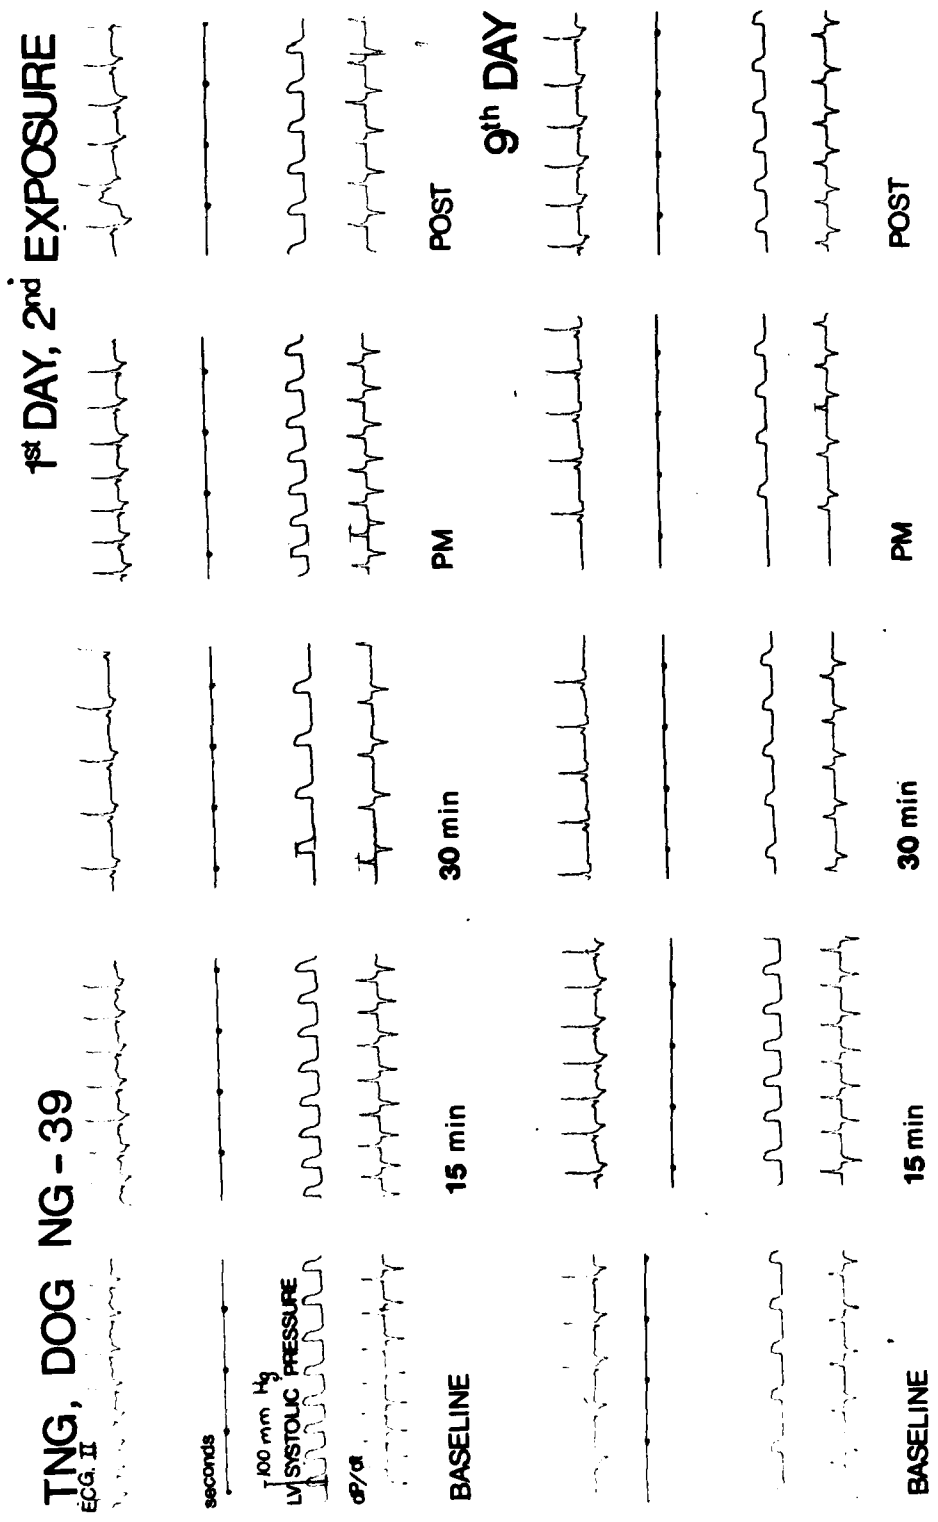 TNG, DOG NG-39
1st DAY, 2nd EXPOSURE
ECG. II
seconds
100 mm Hg
LV SYSTOLIC PRESSURE
dP/dt
BASELINE
15 min
30 min
PM
POST
9th DAY
BASELINE
15 min
30 min
PM
POST